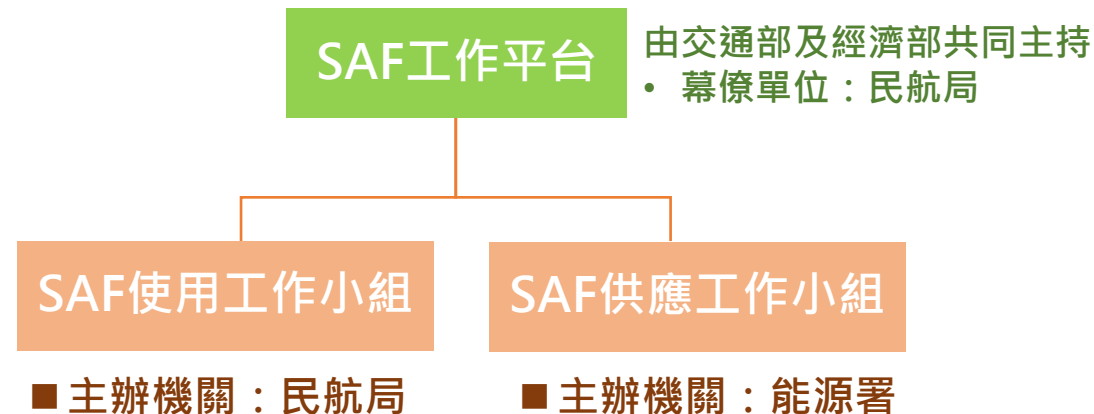 SAF工作平台
由交通部及經濟部共同主持
• 幕僚單位：民航局
SAF使用工作小組
SAF供應工作小組
■ 主辦機關：民航局
■ 主辦機關：能源署